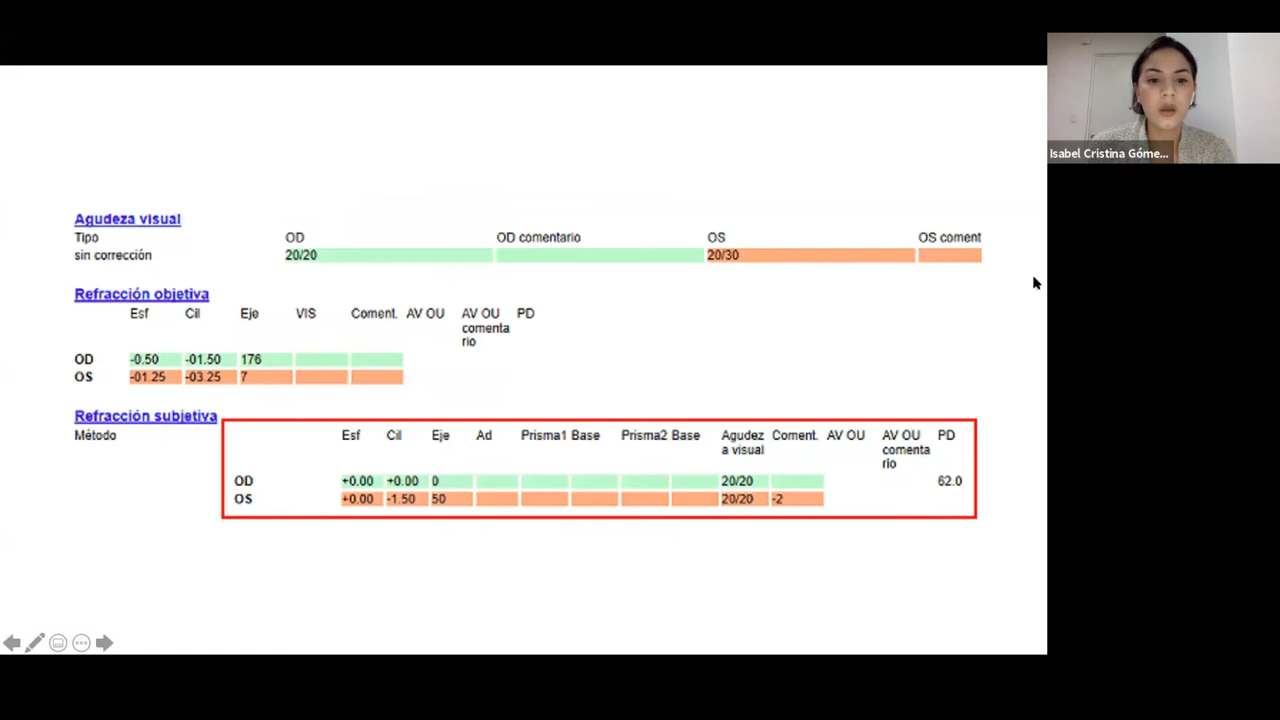 Isabel Cristina Góme...
Agudeza visual
Tipo OD OD comentario OS OS coment
sin corrección 20/20 20/30
Refracción objetiva
Esf Cil Eje VIS Coment. AV OU AV OU comenta rio PD
OD -0.50 -01.50 176
OS -01.25 -03.25 7
Refracción subjetiva
Método Esf Cil Eje Ad Prisma1 Base Prisma2 Base Agudez a visual Coment. AV OU AV OU comenta rio PD
OD +0.00 +0.00 0 20/20 62.0
OS +0.00 -1.50 50 20/20 -2